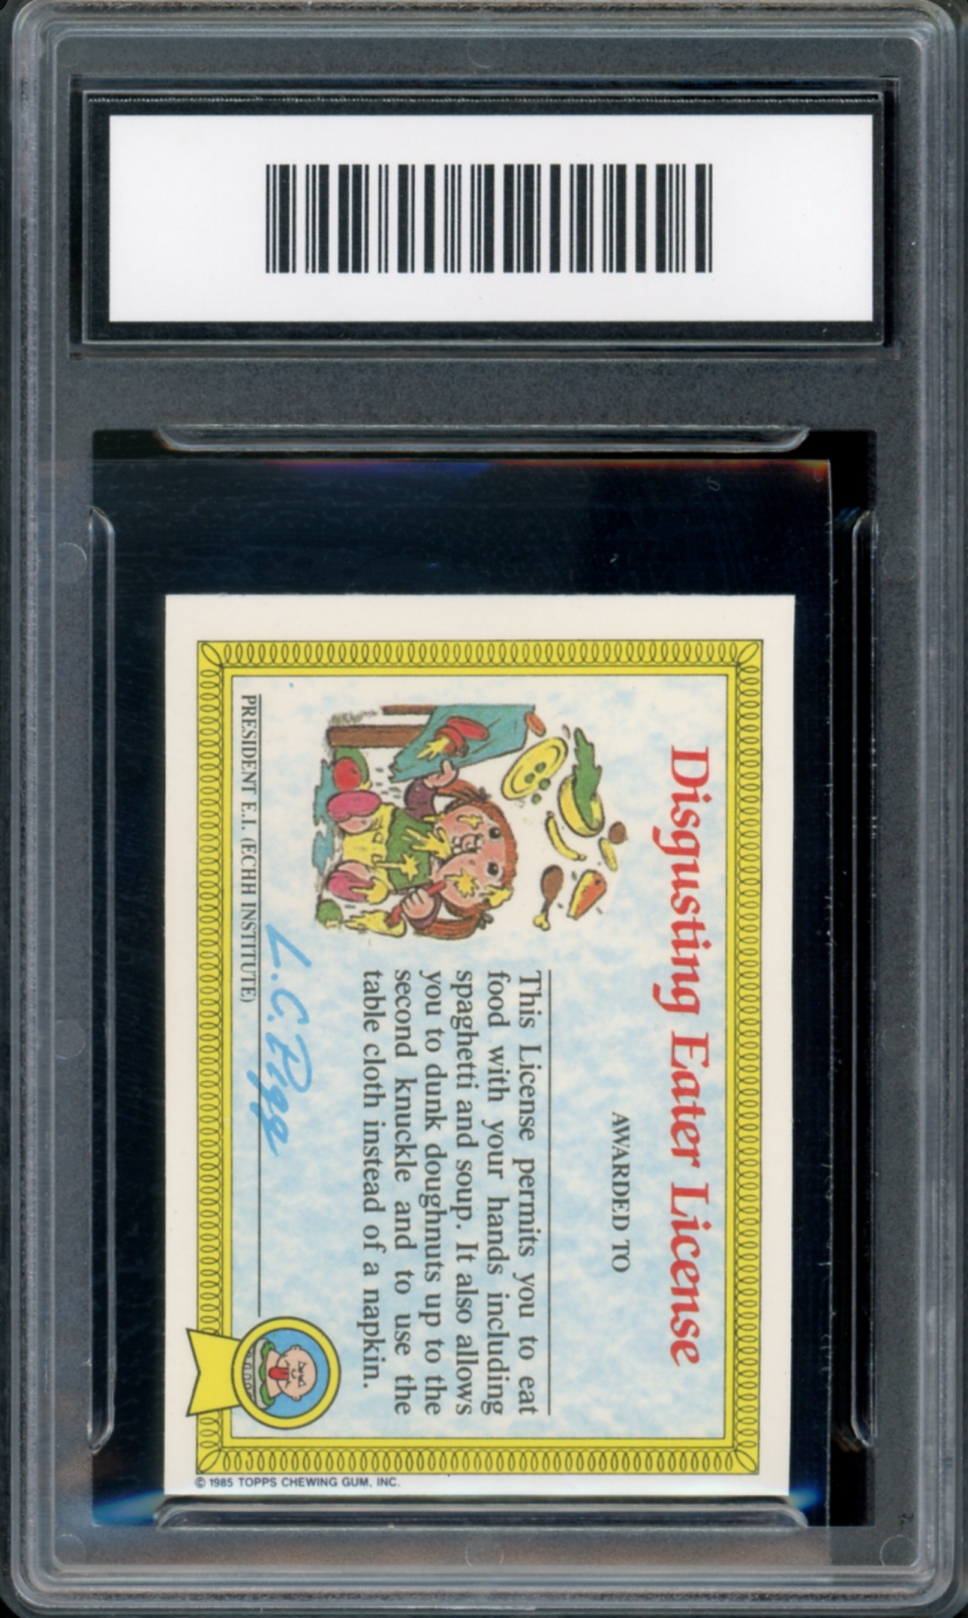 Disgusting Eater License
AWARDED TO
This License permits you to eat
food with your hands including
spaghetti and soup. It also allows
you to dunk doughnuts up to the
second knuckle and to use the
table cloth instead of a napkin.
L.C. Pigg
PRESIDENT E.I. (ECHH INSTITUTE)
© 1985 TOPPS CHEWING GUM, INC.